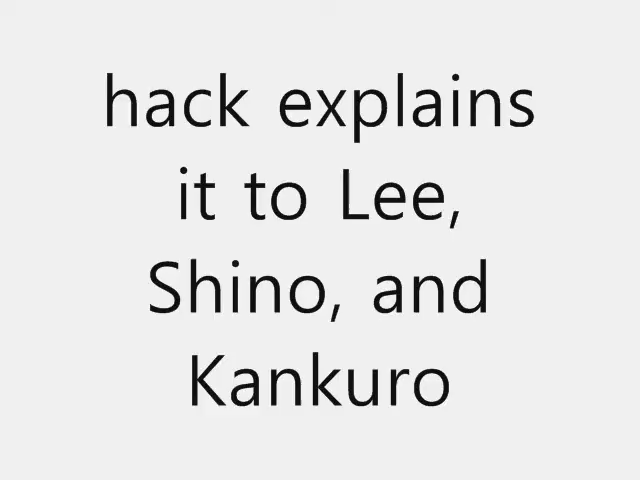 hack explains
it to Lee,
Shino, and
Kankuro